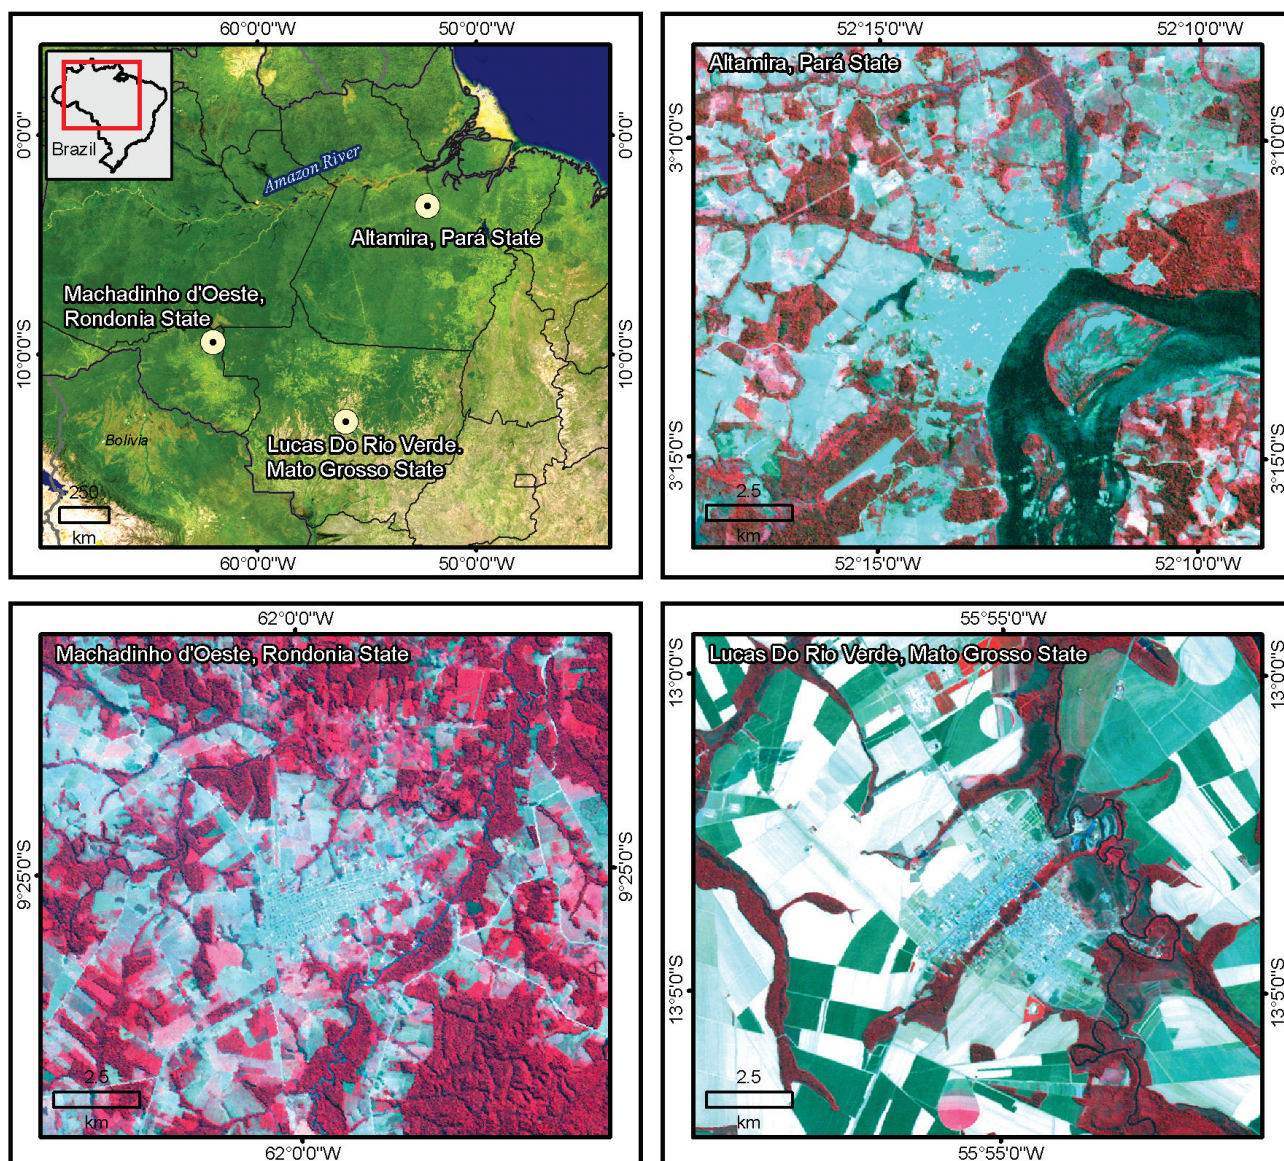 60°0'0"W 50°0'0"W
0°0'0"
10°0'0"S
Brazil
Amazon River
Altamira, Pará State
Machadinho d'Oeste,
Rondonia State
Lucas Do Rio Verde.
Mato Grosso State
Bolivia
250
km
0°0'0"
10°0'0"S
60°0'0"W 50°0'0"W
52°15'0"W 52°10'0"W
Altamira, Pará State
3°10'0"S
3°15'0"S
2.5
km
3°10'0"S
3°15'0"S
52°15'0"W 52°10'0"W
62°0'0"W
Machadinho d'Oeste, Rondonia State
9°25'0"S
9°25'0"S
2.5
km
62°0'0"W
55°55'0"W
Lucas Do Rio Verde, Mato Grosso State
13°0'0"S
13°5'0"S
2.5
km
13°0'0"S
13°5'0"S
55°55'0"W